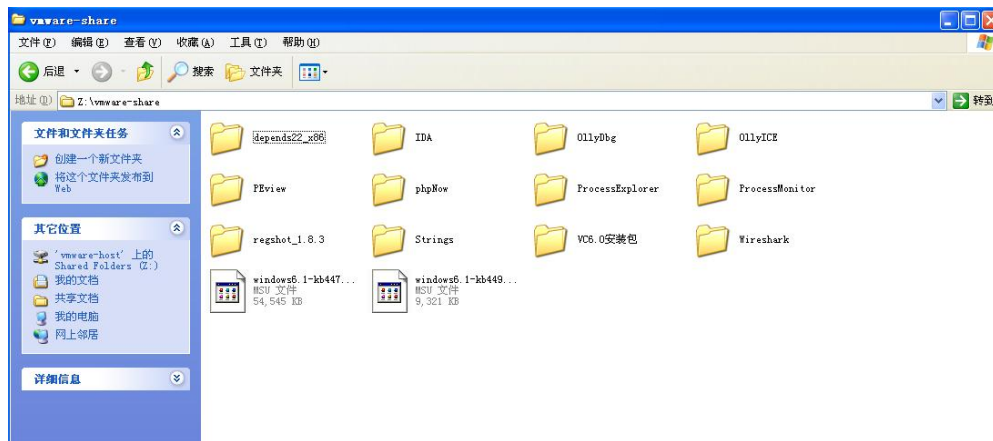 vmware-share
文件(F) 编辑(E) 查看(V) 收藏(A) 工具(T) 帮助(H)
后退 搜索 文件夹
地址(D) Z:\vmware-share 转到
文件和文件夹任务
创建一个新文件夹
将这个文件夹发布到
Web
其它位置
'vmware-host' 上的
Shared Folders (Z:)
我的文档
共享文档
我的电脑
网上邻居
详细信息
depends22_x86 IDA OllyDbg OllyICE
PEview phpNow ProcessExplorer ProcessMonitor
regshot_1.8.3 Strings VC6.0安装包 Wireshark
windows6.1-kb447... windows6.1-kb449...
MSU 文件 MSU 文件
54,545 KB 9,321 KB